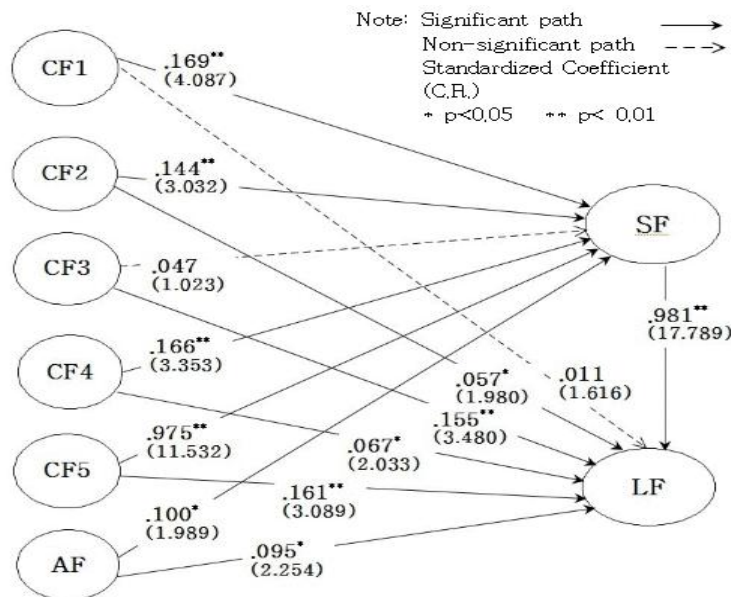 Note: Significant path
Non-significant path
Standardized Coefficient
(C.R.)
* p<0.05 ** p< 0.01
CF1
.169**
(4.087)
CF2
.144**
(3.032)
SF
CF3
.047
(1.023)
.981**
(17.789)
CF4
.166**
(3.353)
.057*
(1.980)
.011
(1.616)
.155**
(3.480)
CF5
.975**
(11.532)
.067*
(2.033)
LF
.161**
(3.089)
AF
.100*
(1.989)
.095*
(2.254)